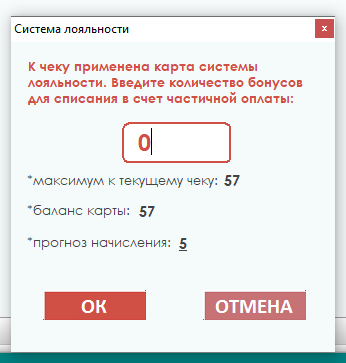 Система лояльности
x
К чеку применена карта системы
лояльности. Введите количество бонусов
для списания в счет частичной оплаты:
0
*максимум к текущему чеку: 57
*баланс карты: 57
*прогноз начисления: 5
ОК
ОТМЕНА